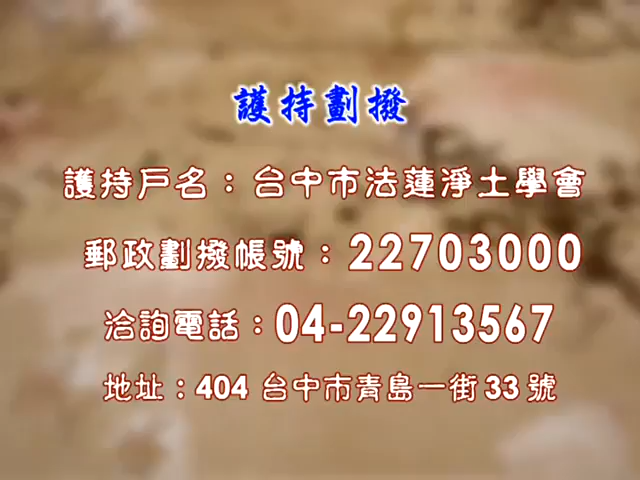 護持劃撥
護持戶名：台中市法蓮淨土學會
郵政劃撥帳號：22703000
洽詢電話：04-22913567
地址：404 台中市青島一街33號